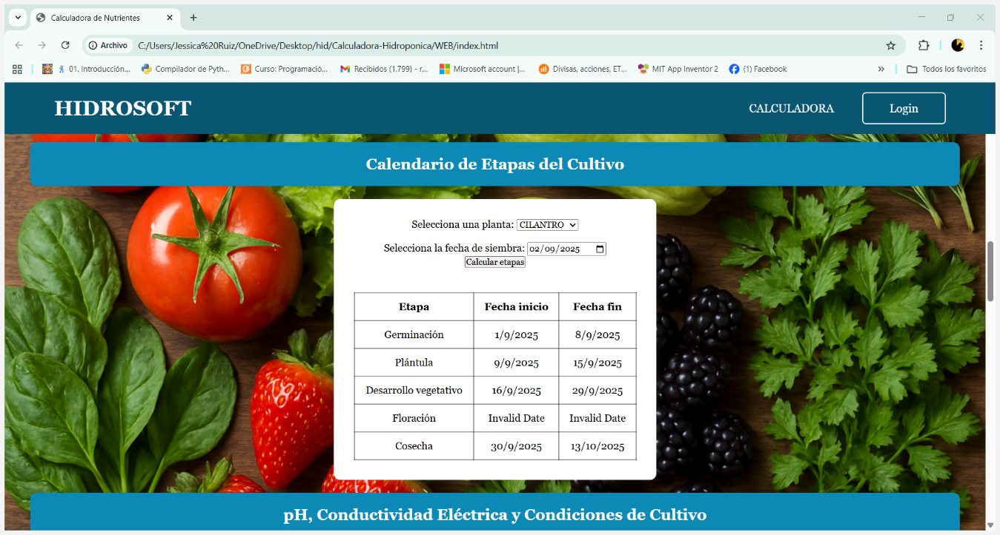 Calculadora de Nutrientes
Archivo C:/Users/Jessica%20Ruiz/OneDrive/Desktop/hid/Calculadora-Hidroponica/WEB/index.html
01. Introducción... Compilador de Pyth... Curso: Programació... Recibidos (1.799) - r... Microsoft account |... Divisas, acciones, ET... MIT App Inventor 2 (1) Facebook » Todos los favoritos
HIDROSOFT CALCULADORA Login
Calendario de Etapas del Cultivo
Selecciona una planta: CILANTRO
Selecciona la fecha de siembra: 02/09/2025
Calcular etapas
Etapa Fecha inicio Fecha fin
Germinación 1/9/2025 8/9/2025
Plántula 9/9/2025 15/9/2025
Desarrollo vegetativo 16/9/2025 29/9/2025
Floración Invalid Date Invalid Date
Cosecha 30/9/2025 13/10/2025
pH, Conductividad Eléctrica y Condiciones de Cultivo